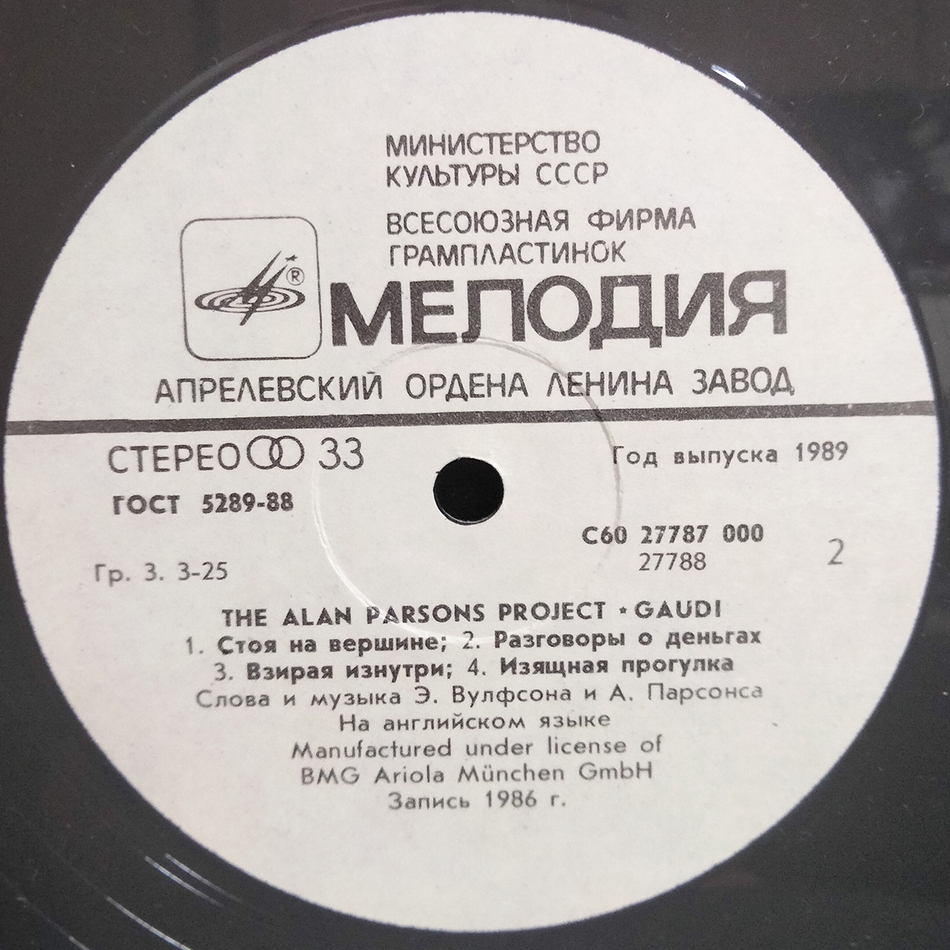 МИНИСТЕРСТВО
КУЛЬТУРЫ СССР
ВСЕСОЮЗНАЯ ФИРМА
ГРАМПЛАСТИНОК
®
МЕЛОДИЯ
АПРЕЛЕВСКИЙ ОРДЕНА ЛЕНИНА ЗАВОД
СТЕРЕО 33
Год выпуска 1989
ГОСТ 5289-88
С60 27787 000
27788
2
Гр. 3. 3-25
THE ALAN PARSONS PROJECT ★ GAUDI
1. Стоя на вершине; 2. Разговоры о деньгах
3. Взирая изнутри; 4. Изящная прогулка
Слова и музыка Э. Вулфсона и А. Парсонса
На английском языке
Manufactured under license of
BMG Ariola München GmbH
Запись 1986 г.